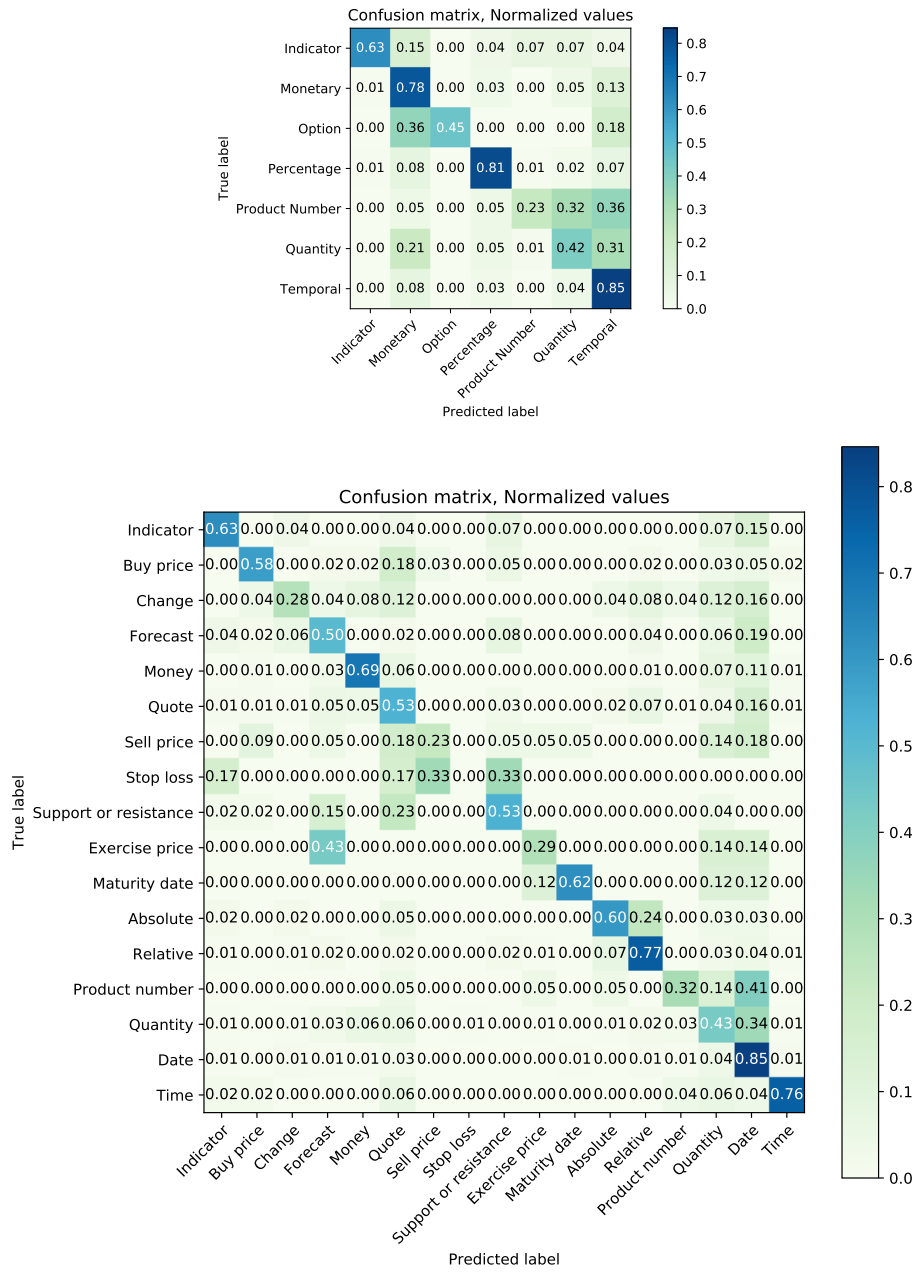 Confusion matrix, Normalized values
Indicator 0.63 0.15 0.00 0.04 0.07 0.07 0.04
Monetary 0.01 0.78 0.00 0.03 0.00 0.05 0.13
Option 0.00 0.36 0.45 0.00 0.00 0.00 0.18
Percentage 0.01 0.08 0.00 0.81 0.01 0.02 0.07
Product Number 0.00 0.05 0.00 0.05 0.23 0.32 0.36
Quantity 0.00 0.21 0.00 0.05 0.01 0.42 0.31
Temporal 0.00 0.08 0.00 0.03 0.00 0.04 0.85
True label
Indicator Monetary Option Percentage Product Number Quantity Temporal
Predicted label
0.8
0.7
0.6
0.5
0.4
0.3
0.2
0.1
0.0
Confusion matrix, Normalized values
Indicator 0.63 0.00 0.04 0.00 0.00 0.04 0.00 0.00 0.07 0.00 0.00 0.00 0.00 0.00 0.07 0.15 0.00
Buy price 0.00 0.58 0.00 0.02 0.02 0.18 0.03 0.00 0.05 0.00 0.00 0.00 0.02 0.00 0.03 0.05 0.02
Change 0.00 0.04 0.28 0.04 0.08 0.12 0.00 0.00 0.00 0.00 0.00 0.04 0.08 0.04 0.12 0.16 0.00
Forecast 0.04 0.02 0.06 0.50 0.00 0.02 0.00 0.00 0.08 0.00 0.00 0.00 0.04 0.00 0.06 0.19 0.00
Money 0.00 0.01 0.00 0.03 0.69 0.06 0.00 0.00 0.00 0.00 0.00 0.00 0.01 0.00 0.07 0.11 0.01
Quote 0.01 0.01 0.01 0.05 0.05 0.53 0.00 0.00 0.03 0.01 0.00 0.02 0.07 0.01 0.04 0.16 0.01
Sell price 0.00 0.09 0.00 0.05 0.00 0.18 0.23 0.00 0.05 0.05 0.05 0.00 0.00 0.00 0.14 0.18 0.00
Stop loss 0.17 0.00 0.00 0.00 0.00 0.17 0.33 0.00 0.33 0.00 0.00 0.00 0.00 0.00 0.00 0.00 0.00
Support or resistance 0.02 0.02 0.00 0.15 0.00 0.23 0.00 0.00 0.53 0.00 0.00 0.00 0.00 0.00 0.04 0.00 0.00
Exercise price 0.00 0.00 0.00 0.43 0.00 0.00 0.00 0.00 0.00 0.29 0.00 0.00 0.00 0.00 0.14 0.14 0.00
Maturity date 0.00 0.00 0.00 0.00 0.00 0.00 0.00 0.00 0.00 0.12 0.62 0.00 0.00 0.00 0.12 0.12 0.00
Absolute 0.02 0.00 0.02 0.00 0.00 0.05 0.00 0.00 0.00 0.00 0.00 0.60 0.24 0.00 0.03 0.03 0.00
Relative 0.01 0.00 0.01 0.02 0.00 0.02 0.00 0.00 0.02 0.01 0.00 0.07 0.77 0.00 0.03 0.04 0.01
Product number 0.00 0.00 0.00 0.00 0.00 0.05 0.00 0.00 0.00 0.05 0.00 0.05 0.00 0.32 0.14 0.41 0.00
Quantity 0.01 0.00 0.01 0.03 0.06 0.06 0.00 0.01 0.00 0.01 0.00 0.01 0.02 0.03 0.43 0.34 0.01
Date 0.01 0.00 0.01 0.01 0.01 0.03 0.00 0.00 0.00 0.00 0.01 0.00 0.01 0.01 0.04 0.85 0.01
Time 0.02 0.02 0.00 0.00 0.00 0.06 0.00 0.00 0.00 0.00 0.00 0.00 0.00 0.04 0.06 0.04 0.76
True label
Indicator Buy price Change Forecast Money Quote Sell price Stop loss Support or resistance Exercise price Maturity date Absolute Relative Product number Quantity Date Time
Predicted label
0.8
0.7
0.6
0.5
0.4
0.3
0.2
0.1
0.0